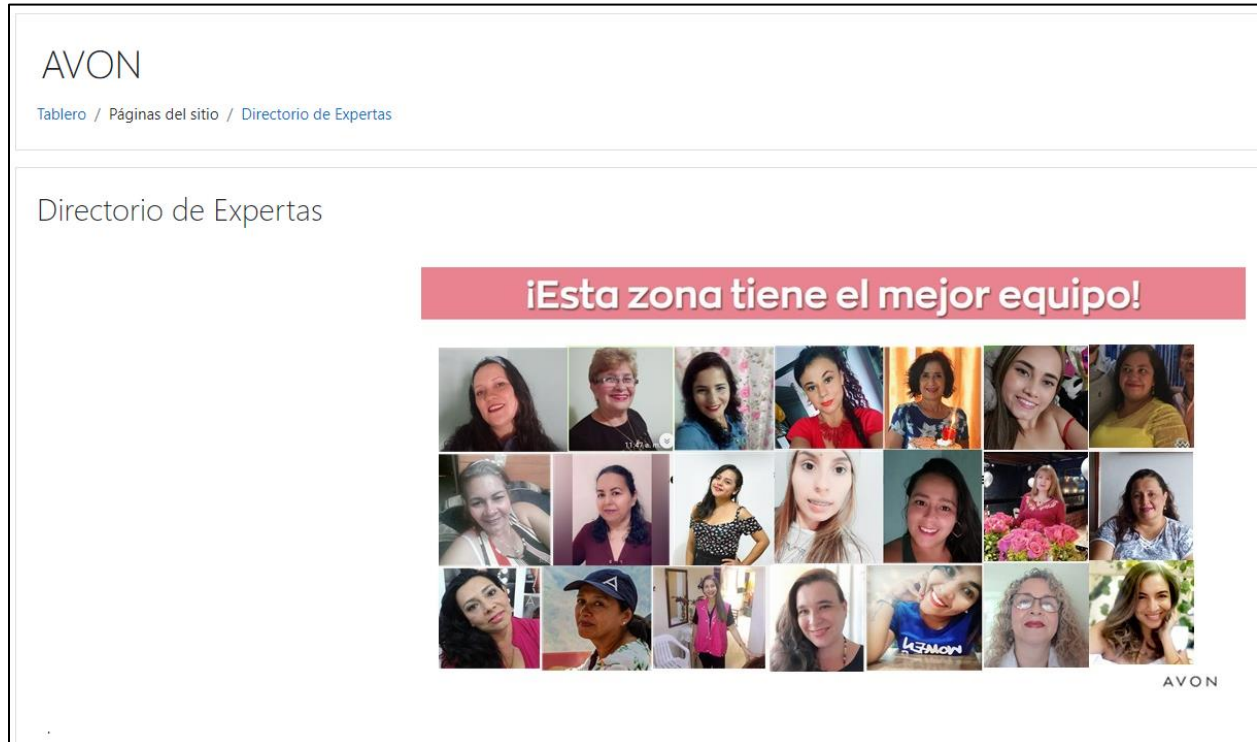 AVON
Tablero / Páginas del sitio / Directorio de Expertas
Directorio de Expertas
¡Esta zona tiene el mejor equipo!
AVON